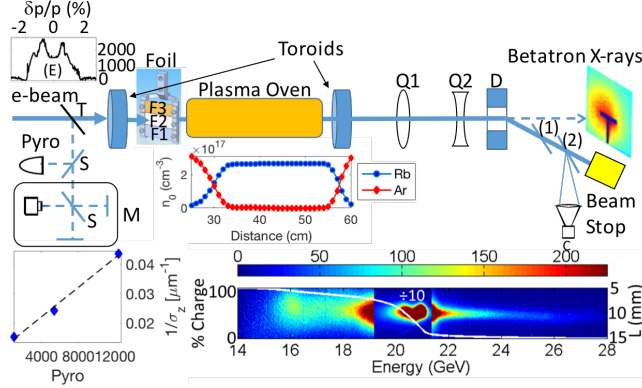 δp/p (%)
-2 0 2
2000
1000
0
(E)
e-beam
T
Foil
F3
F2
F1
Toroids
Plasma Oven
Q1
Q2
D
Betatron X-rays
(1)
(2)
Beam
Stop
C
Pyro
S
S
M
×10^17
n0 (cm-3)
2
0
30 40 50 60
Distance (cm)
Rb
Ar
0.04
0.03
0.02
1/σz [μm-1]
4000 8000 12000
Pyro
0 50 100 150 200
100
50
0
% Charge
÷10
5
10
15
L (mm)
14 16 18 20 22 24 26 28
Energy (GeV)